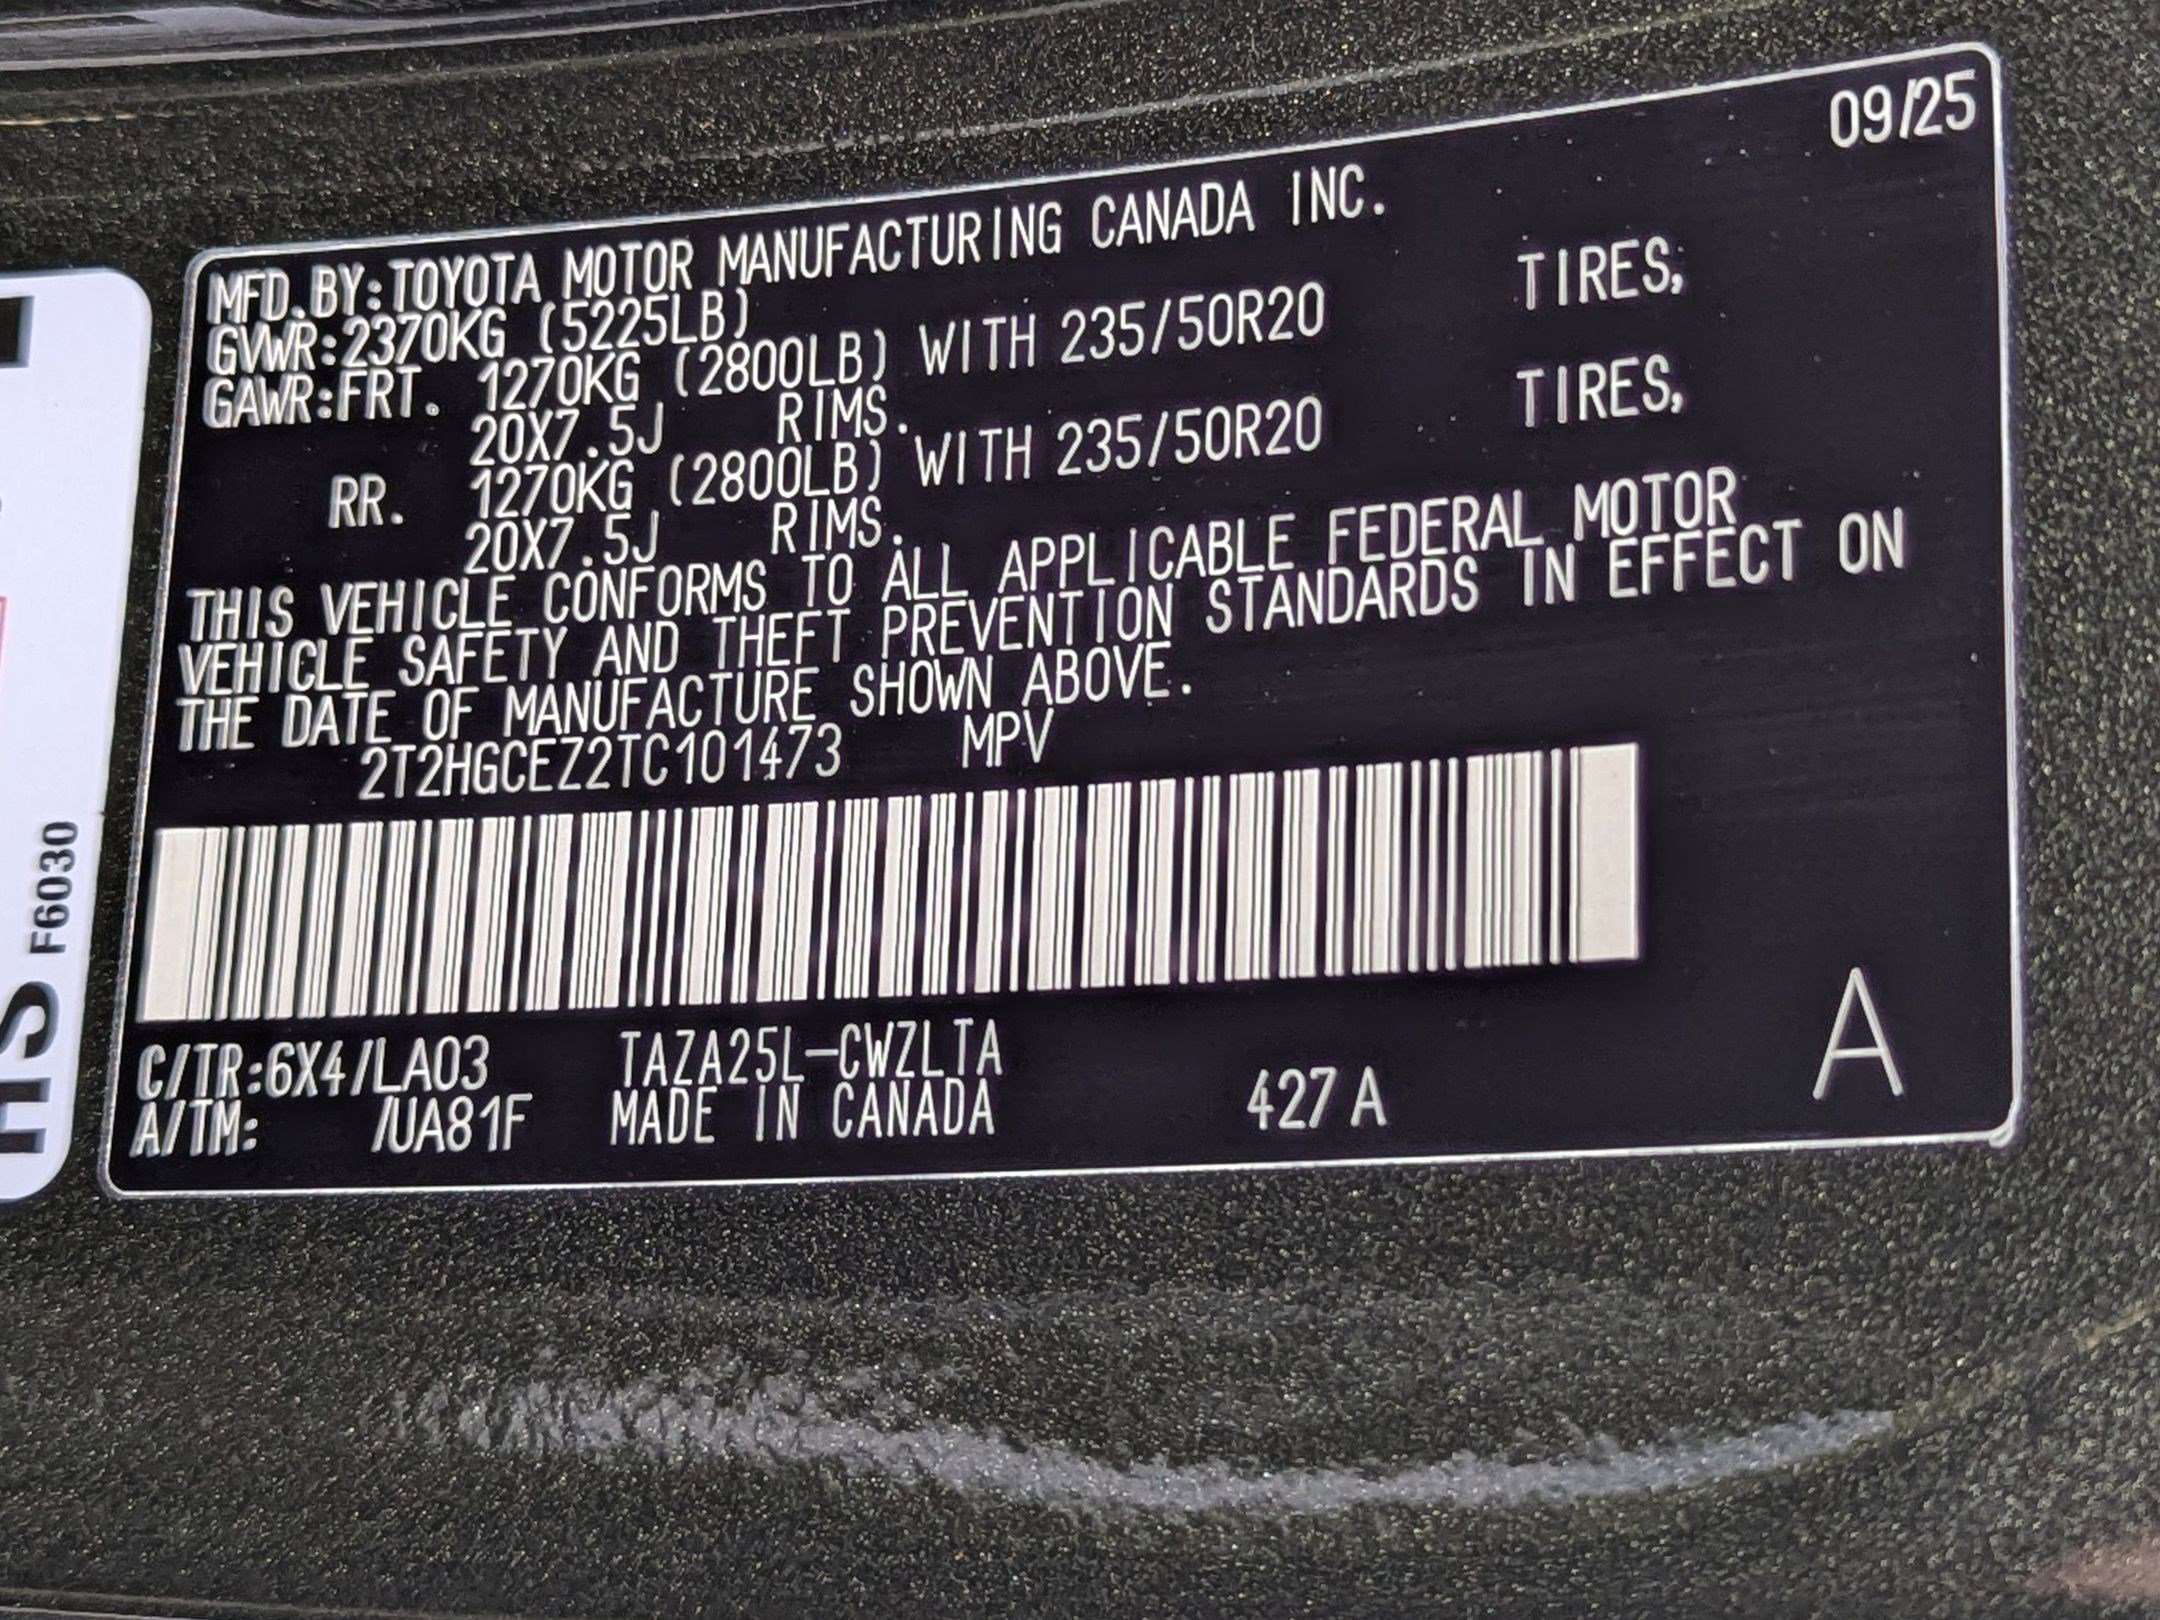 09/25
MFD.BY:TOYOTA MOTOR MANUFACTURING CANADA INC.
GVWR:2370KG (5225LB)
GAWR:FRT. 1270KG (2800LB) WITH 235/50R20 TIRES,
20X7.5J RIMS.
RR. 1270KG (2800LB) WITH 235/50R20 TIRES,
20X7.5J RIMS.
THIS VEHICLE CONFORMS TO ALL APPLICABLE FEDERAL MOTOR
VEHICLE SAFETY AND THEFT PREVENTION STANDARDS IN EFFECT ON
THE DATE OF MANUFACTURE SHOWN ABOVE.
2T2HGCEZ2TC101473 MPV
C/TR:6X4/LA03 TAZA25L-CWZLTA
A/TM: /UA81F MADE IN CANADA 427 A
A
F6030